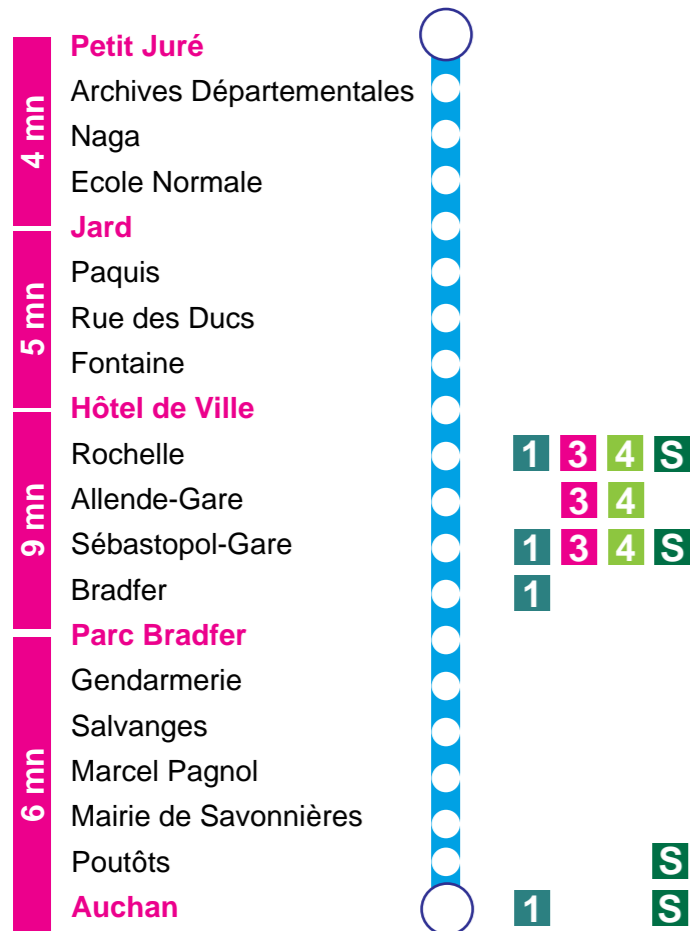 4 mn
Petit Juré
Archives Départementales
Naga
Ecole Normale
5 mn
Jard
Paquis
Rue des Ducs
Fontaine
9 mn
Hôtel de Ville
Rochelle 1 3 4 S
Allende-Gare 3 4
Sébastopol-Gare 1 3 4 S
Bradfer 1
6 mn
Parc Bradfer
Gendarmerie
Salvanges
Marcel Pagnol
Mairie de Savonnières
Poutôts S
Auchan 1 S